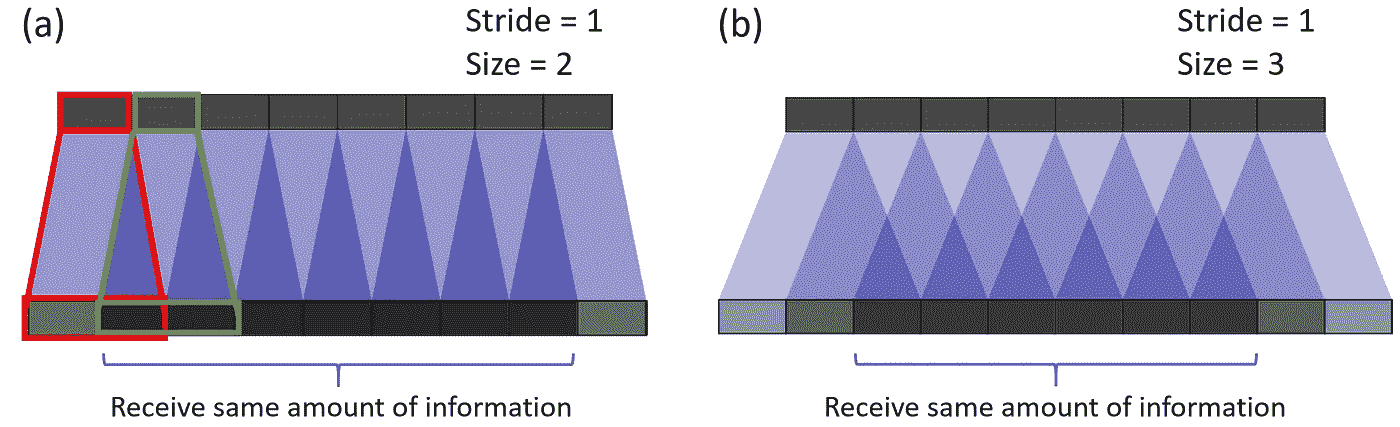 (a)
Stride = 1
Size = 2
Receive same amount of information
(b)
Stride = 1
Size = 3
Receive same amount of information